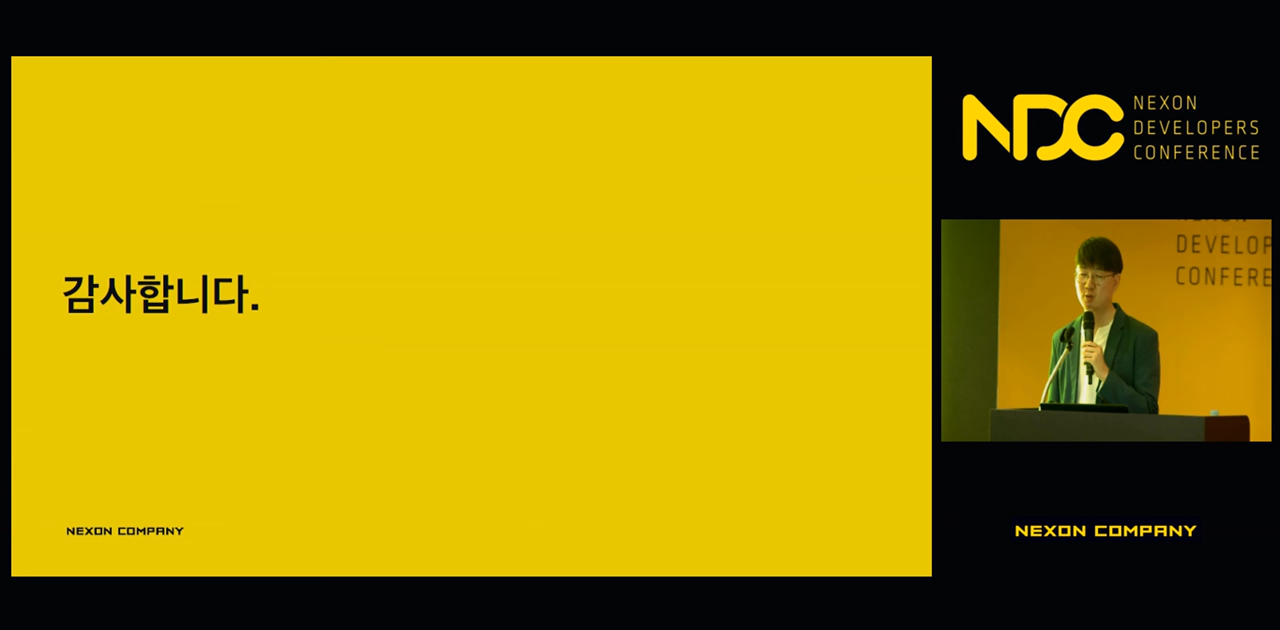 감사합니다.
NEXON COMPANY
NDC
NEXON
DEVELOPERS
CONFERENCE
DEVELOP
CONFERE
NEXON COMPANY